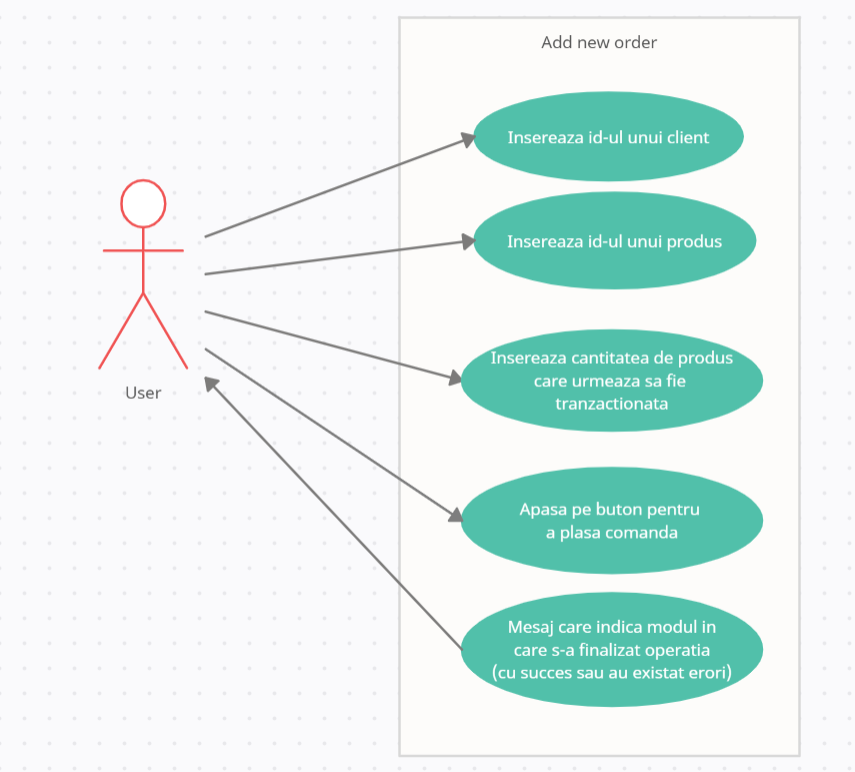 Add new order
Insereaza id-ul unui client
Insereaza id-ul unui produs
Insereaza cantitatea de produs
care urmeaza sa fie
tranzactionata
User
Apasa pe buton pentru
a plasa comanda
Mesaj care indica modul in
care s-a finalizat operatia
(cu succes sau au existat erori)